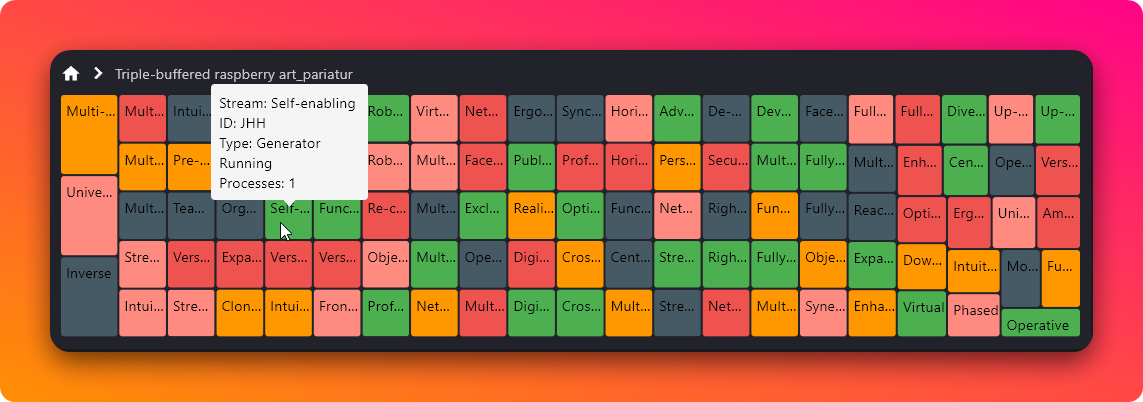 Triple-buffered raspberry art_pariatur
Stream: Self-enabling
ID: JHH
Type: Generator
Running
Processes: 1
Multi-... Mult... Intui... Rob... Virt... Net... Ergo... Sync... Hori... Adv... De-... Dev... Face... Full... Full... Dive... Up-... Up-...
Mult... Pre-... Rob... Mult... Face... Publ... Prof... Hori... Pers... Secu... Mult... Fully... Mult... Enh... Cen... Ope... Vers...
Unive... Mult... Tea... Org... Self-... Func... Re-c... Mult... Excl... Reali... Opti... Func... Net... Righ... Fun... Fully... Reac... Opti... Erg... Uni... Am...
Inverse Stre... Vers... Expa... Vers... Vers... Obje... Mult... Ope... Digi... Cros... Cent... Stre... Righ... Fully... Obje... Expa... Dow... Intuit... Mo... Fu...
Intui... Stre... Clon... Intui... Fron... Prof... Net... Mult... Digi... Cros... Mult... Stre... Net... Mult... Syne... Enha... Virtual Phased
Operative